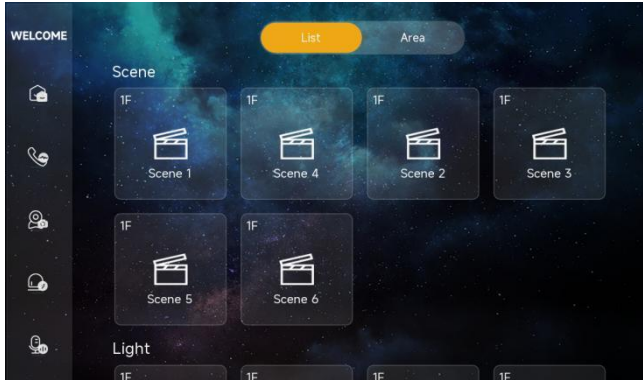 WELCOME
List
Area
Scene
1F
1F
1F
1F
Scene 1
Scene 4
Scene 2
Scene 3
1F
1F
Scene 5
Scene 6
Light
1F
1F
1F
1F